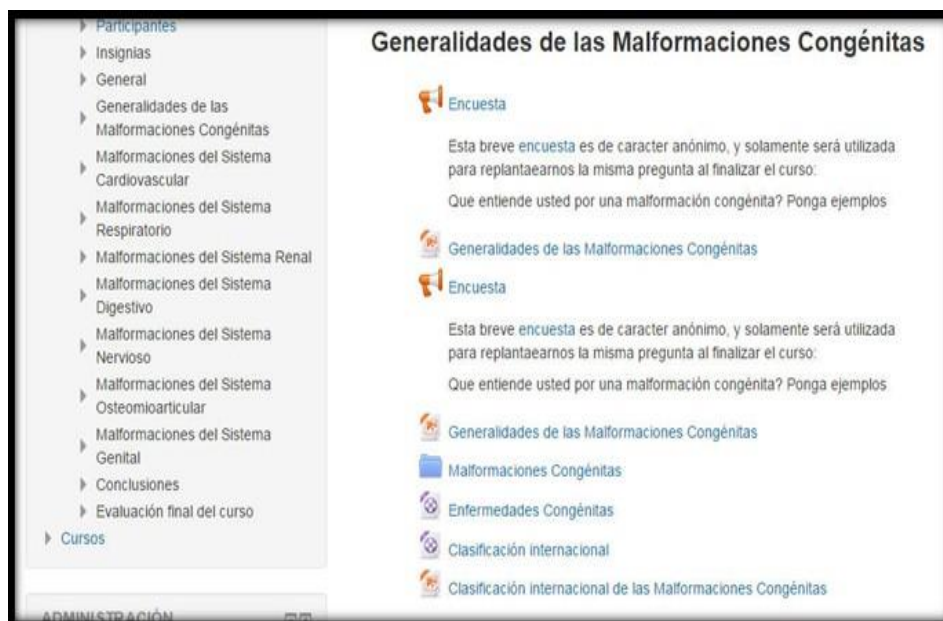 Participantes
Insignias
General
Generalidades de las
Malformaciones Congénitas
Malformaciones del Sistema
Cardiovascular
Malformaciones del Sistema
Respiratorio
Malformaciones del Sistema Renal
Malformaciones del Sistema
Digestivo
Malformaciones del Sistema
Nervioso
Malformaciones del Sistema
Osteomioarticular
Malformaciones del Sistema
Genital
Conclusiones
Evaluación final del curso
Cursos
ADMINISTRACIÓN
Generalidades de las Malformaciones Congénitas
Encuesta
Esta breve encuesta es de caracter anónimo, y solamente será utilizada
para replantaearnos la misma pregunta al finalizar el curso:
Que entiende usted por una malformación congénita? Ponga ejemplos
Generalidades de las Malformaciones Congénitas
Encuesta
Esta breve encuesta es de caracter anónimo, y solamente será utilizada
para replantaearnos la misma pregunta al finalizar el curso:
Que entiende usted por una malformación congénita? Ponga ejemplos
Generalidades de las Malformaciones Congénitas
Malformaciones Congénitas
Enfermedades Congénitas
Clasificación internacional
Clasificación internacional de las Malformaciones Congénitas